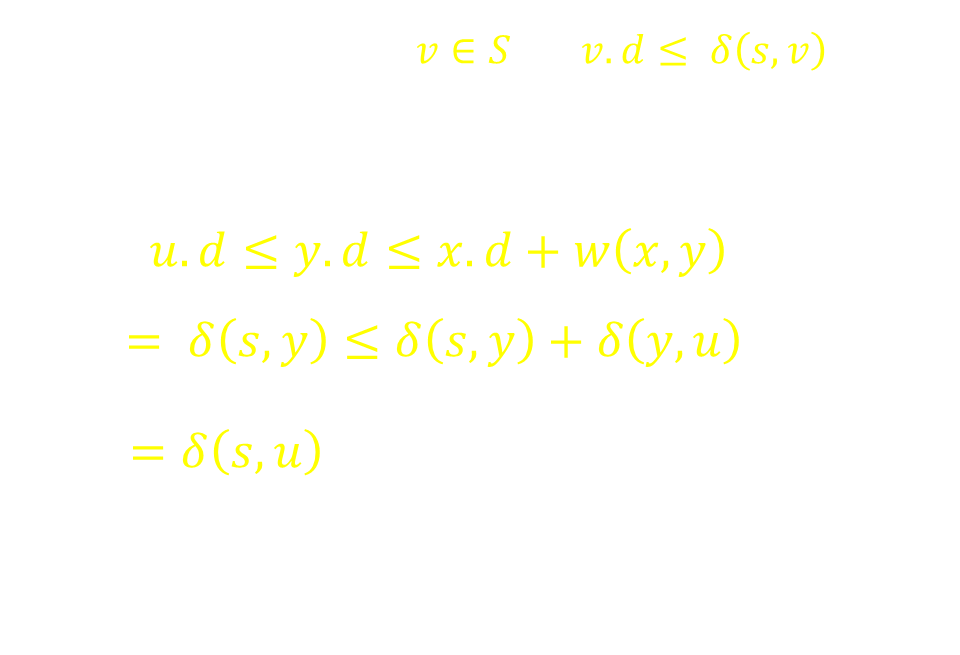 v ∈ S v.d ≤ δ(s, v)
u.d ≤ y.d ≤ x.d + w(x, y)
= δ(s, y) ≤ δ(s, y) + δ(y, u)
= δ(s, u)